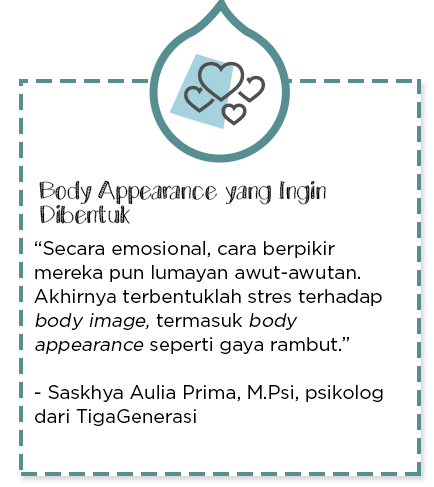 Body Appearance yang Ingin
Dibentuk
“Secara emosional, cara berpikir
mereka pun lumayan awut-awutan.
Akhirnya terbentuklah stres terhadap
body image, termasuk body
appearance seperti gaya rambut.”
- Saskhya Aulia Prima, M.Psi, psikolog
dari TigaGenerasi